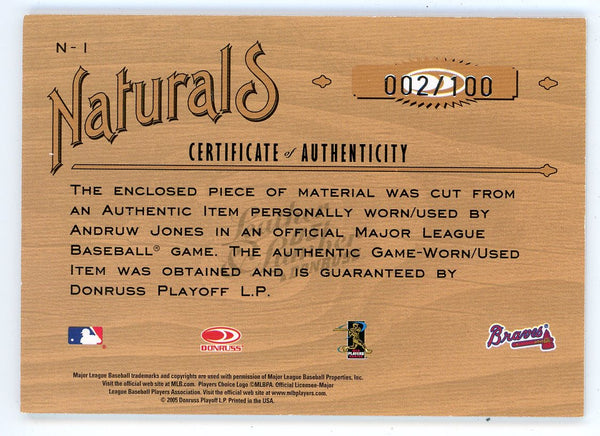 N-1
Naturals
002/100
CERTIFICATE of AUTHENTICITY
THE ENCLOSED PIECE OF MATERIAL WAS CUT FROM
AN AUTHENTIC ITEM PERSONALLY WORN/USED BY
ANDRUW JONES IN AN OFFICIAL MAJOR LEAGUE
BASEBALL® GAME. THE AUTHENTIC GAME-WORN/USED
ITEM WAS OBTAINED AND IS GUARANTEED BY
DONRUSS PLAYOFF L.P.
DONRUSS
PLAYERS
Braves
Major League Baseball trademarks and copyrights are used with permission of Major League Baseball Properties, Inc.
Visit the official web site at MLB.com. Players Choice Logo ©MLBPA. Official Licensee-Major
League Baseball Players Association. Visit the official web site at www.mlbplayers.com.
© 2005 Donruss Playoff L.P. Printed in the USA.